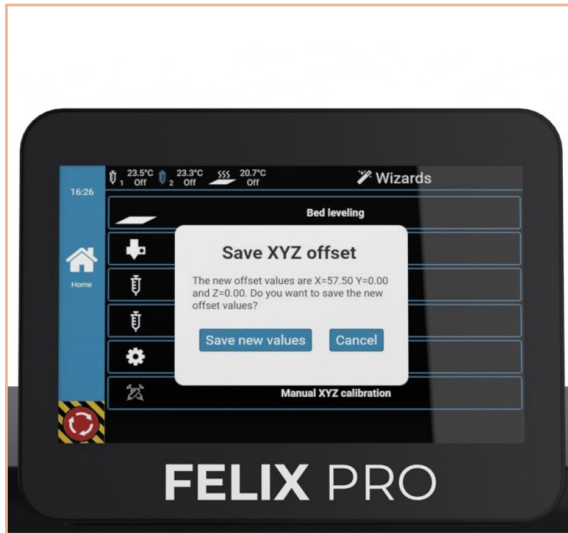 16:26
1 23.5°C Off 2 23.3°C Off 20.7°C Off Wizards
Home
Bed leveling
Save XYZ offset
The new offset values are X=57.50 Y=0.00
and Z=0.00. Do you want to save the new
offset values?
Save new values Cancel
Manual XYZ calibration
FELIX PRO